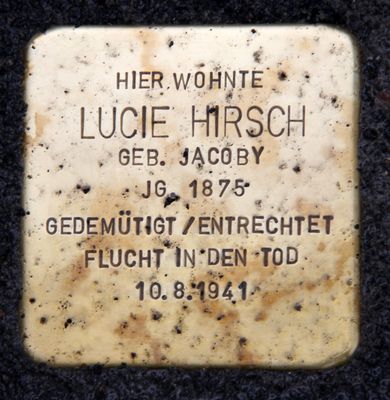 HIER WOHNTE
LUCIE HIRSCH
GEB. JACOBY
JG. 1875
GEDEMÜTIGT / ENTRECHTET
FLUCHT IN DEN TOD
10.8.1941